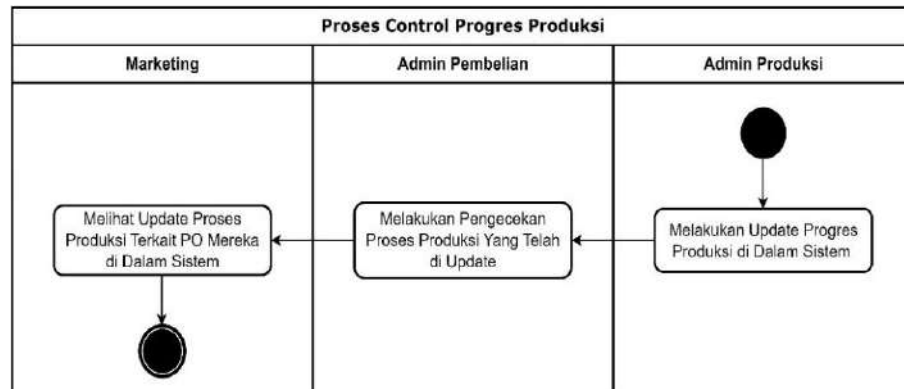 Proses Control Progres Produksi
Marketing
Admin Pembelian
Admin Produksi
Melihat Update Proses
Produksi Terkait PO Mereka
di Dalam Sistem
Melakukan Pengecekan
Proses Produksi Yang Telah
di Update
Melakukan Update Progres
Produksi di Dalam Sistem